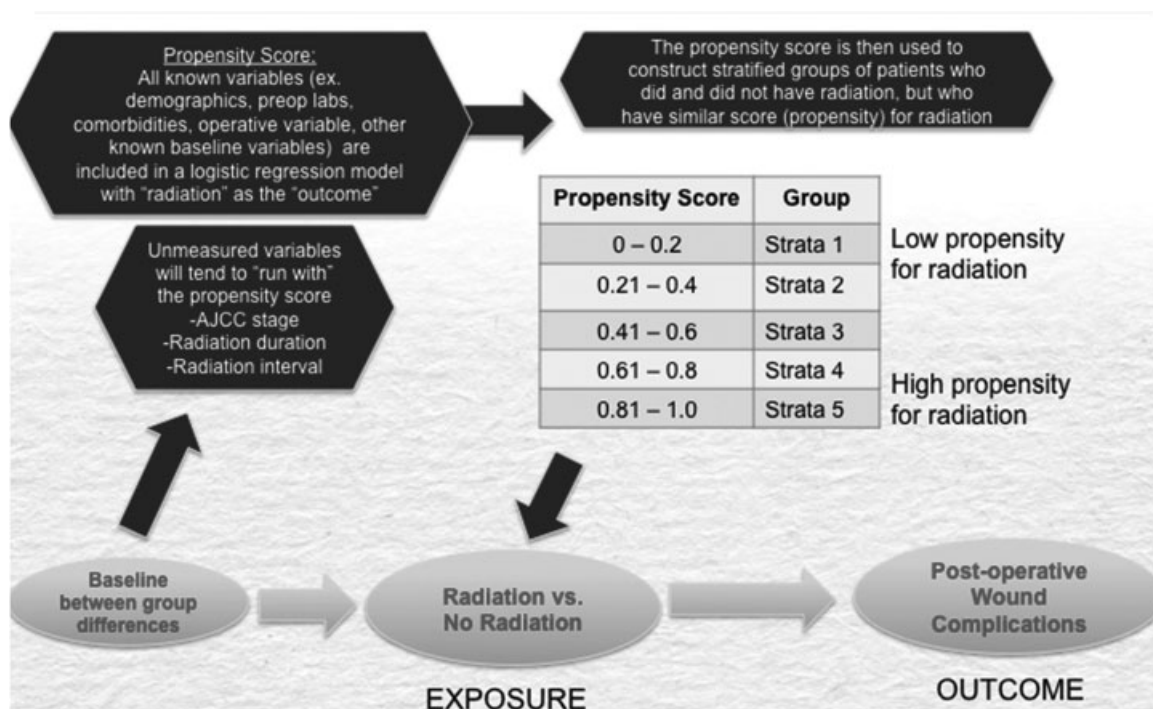 Propensity Score:
All known variables (ex.
demographics, preop labs,
comorbidities, operative variable, other
known baseline variables)  are
included in a logistic regression model
with “radiation” as the “outcome”
The propensity score is then used to
construct stratified groups of patients who
did and did not have radiation, but who
have similar score (propensity) for radiation
Unmeasured variables
will tend to “run with”
the propensity score
-AJCC stage
-Radiation duration
-Radiation interval
Propensity Score Group
0 – 0.2 Strata 1
0.21 – 0.4 Strata 2
0.41 – 0.6 Strata 3
0.61 – 0.8 Strata 4
0.81 – 1.0 Strata 5
Low propensity
for radiation
High propensity
for radiation
Baseline
between group
differences
Radiation vs.
No Radiation
EXPOSURE
Post-operative
Wound
Complications
OUTCOME